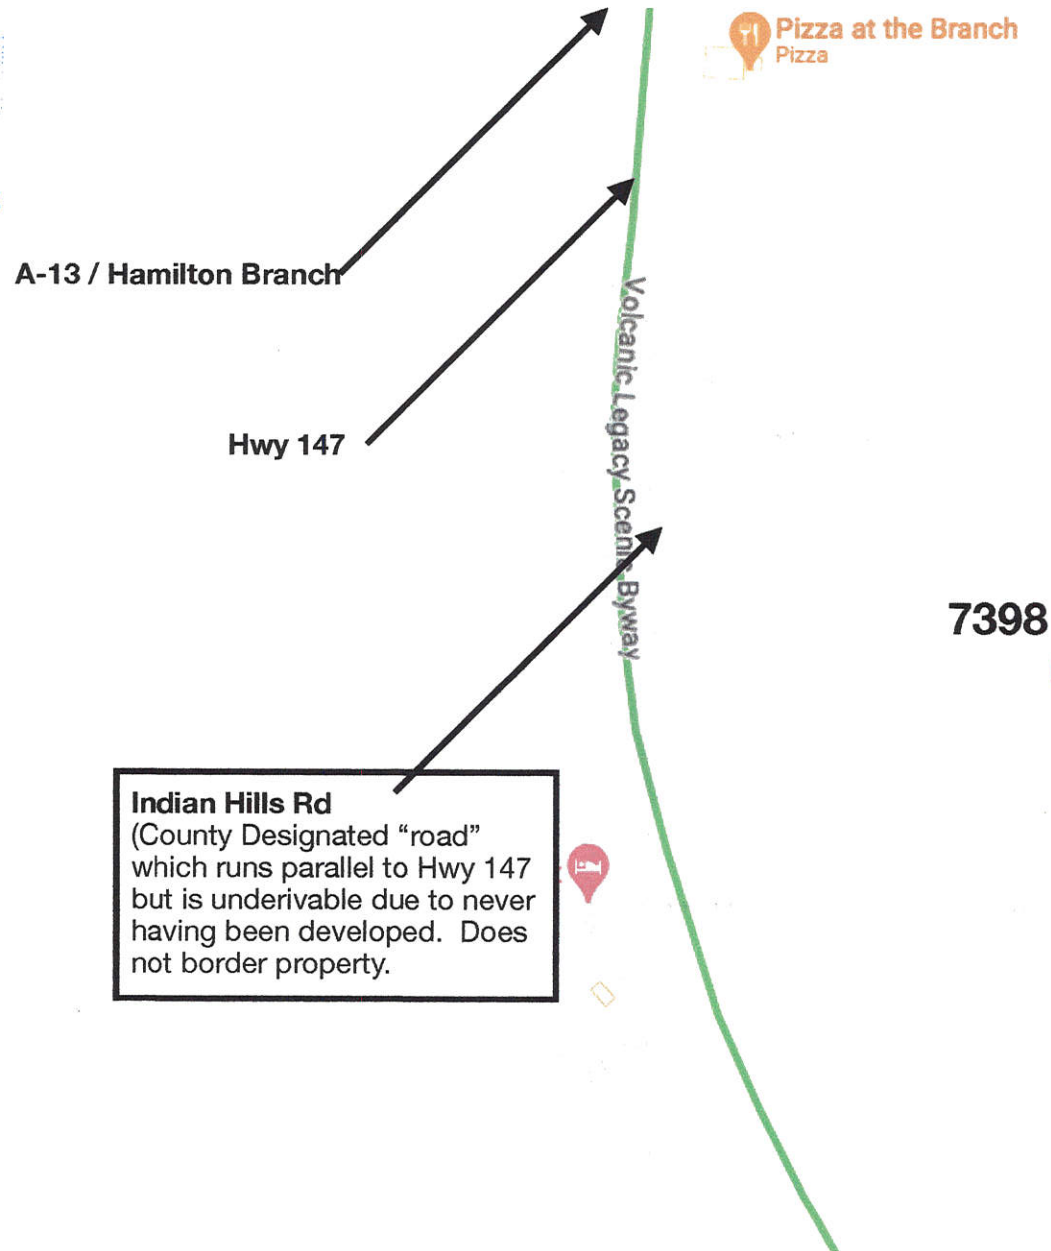 Pizza at the Branch
Pizza
A-13 / Hamilton Branch
Volcanic Legacy Scenic Byway
Hwy 147
7398
Indian Hills Rd
(County Designated “road”
which runs parallel to Hwy 147
but is underivable due to never
having been developed.  Does
not border property.